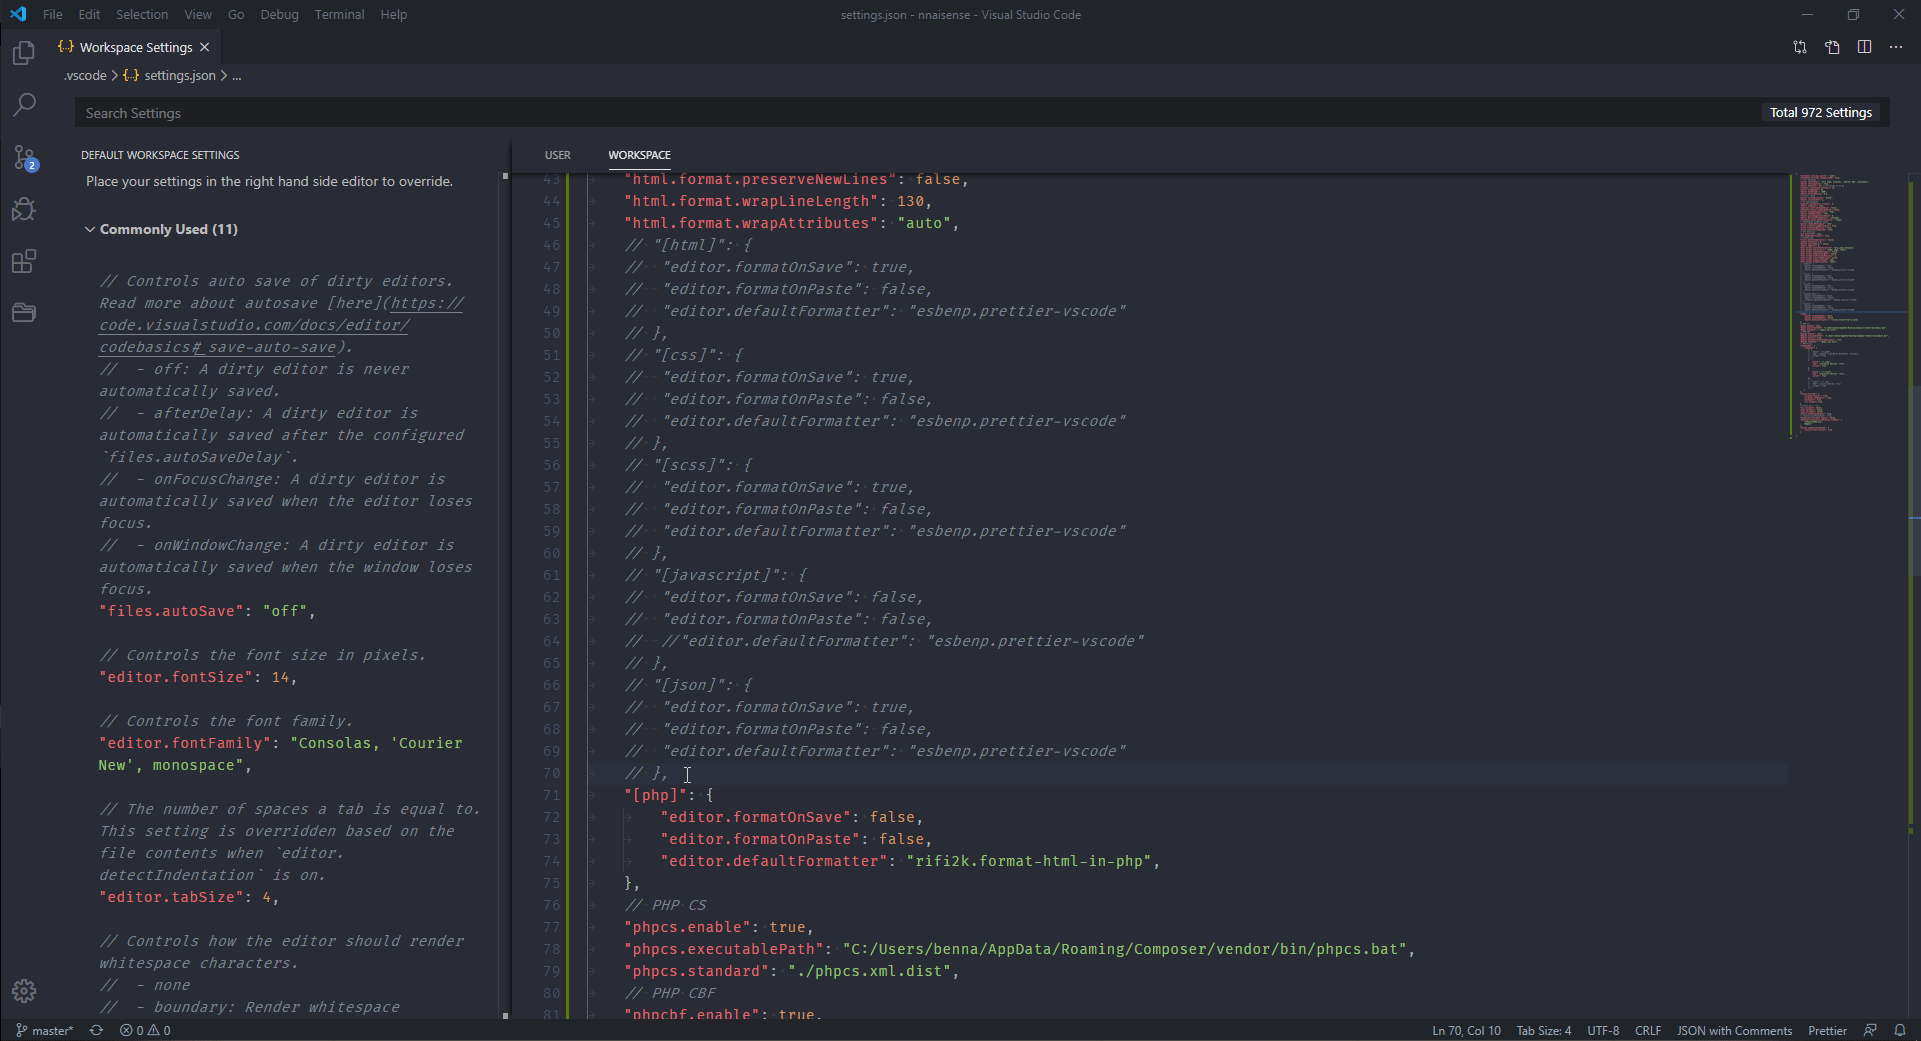 File Edit Selection View Go Debug Terminal Help
settings.json - nnaisense - Visual Studio Code
{··} Workspace Settings
.vscode > {··} settings.json > ...
Search Settings
Total 972 Settings
2
DEFAULT WORKSPACE SETTINGS
Place your settings in the right hand side editor to override.
Commonly Used (11)
// Controls auto save of dirty editors.
Read more about autosave [here](https://
code.visualstudio.com/docs/editor/
codebasics#_save-auto-save).
//  - off: A dirty editor is never
automatically saved.
//  - afterDelay: A dirty editor is
automatically saved after the configured
`files.autoSaveDelay`.
//  - onFocusChange: A dirty editor is
automatically saved when the editor loses
focus.
//  - onWindowChange: A dirty editor is
automatically saved when the window loses
focus.
"files.autoSave": "off",
// Controls the font size in pixels.
"editor.fontSize": 14,
// Controls the font family.
"editor.fontFamily": "Consolas, 'Courier
New', monospace",
// The number of spaces a tab is equal to.
This setting is overridden based on the
file contents when `editor.
detectIndentation` is on.
"editor.tabSize": 4,
// Controls how the editor should render
whitespace characters.
//  - none
//  - boundary: Render whitespace
USER WORKSPACE
43 "html.format.preserveNewLines": false,
44 "html.format.wrapLineLength": 130,
45 "html.format.wrapAttributes": "auto",
46 // "[html]": {
47 //   "editor.formatOnSave": true,
48 //   "editor.formatOnPaste": false,
49 //   "editor.defaultFormatter": "esbenp.prettier-vscode"
50 // },
51 // "[css]": {
52 //   "editor.formatOnSave": true,
53 //   "editor.formatOnPaste": false,
54 //   "editor.defaultFormatter": "esbenp.prettier-vscode"
55 // },
56 // "[scss]": {
57 //   "editor.formatOnSave": true,
58 //   "editor.formatOnPaste": false,
59 //   "editor.defaultFormatter": "esbenp.prettier-vscode"
60 // },
61 // "[javascript]": {
62 //   "editor.formatOnSave": false,
63 //   "editor.formatOnPaste": false,
64 //   //"editor.defaultFormatter": "esbenp.prettier-vscode"
65 // },
66 // "[json]": {
67 //   "editor.formatOnSave": true,
68 //   "editor.formatOnPaste": false,
69 //   "editor.defaultFormatter": "esbenp.prettier-vscode"
70 // },
71 "[php]": {
72 "editor.formatOnSave": false,
73 "editor.formatOnPaste": false,
74 "editor.defaultFormatter": "rifi2k.format-html-in-php",
75 },
76 // PHP CS
77 "phpcs.enable": true,
78 "phpcs.executablePath": "C:/Users/benna/AppData/Roaming/Composer/vendor/bin/phpcs.bat",
79 "phpcs.standard": "./phpcs.xml.dist",
80 // PHP CBF
81 "phpcbf.enable": true,
master* 0 0
Ln 70, Col 10 Tab Size: 4 UTF-8 CRLF JSON with Comments Prettier